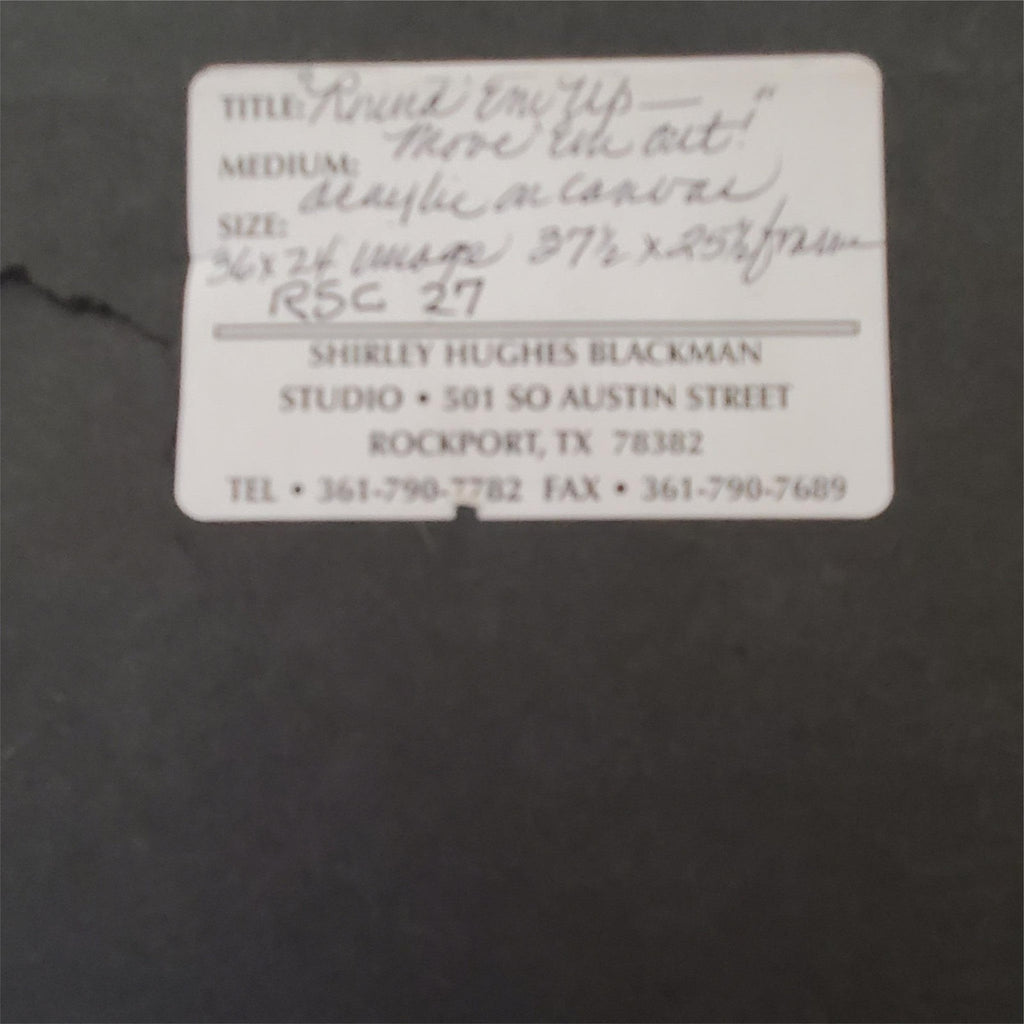 TITLE: "Round 'Em Up —
Move 'Em Out!"
MEDIUM:
acrylic on canvas
SIZE:
36 x 24 image 37½ x 25½ frame
RSC 27
SHIRLEY HUGHES BLACKMAN
STUDIO • 501 SO AUSTIN STREET
ROCKPORT, TX 78382
TEL • 361-790-7782 FAX • 361-790-7689